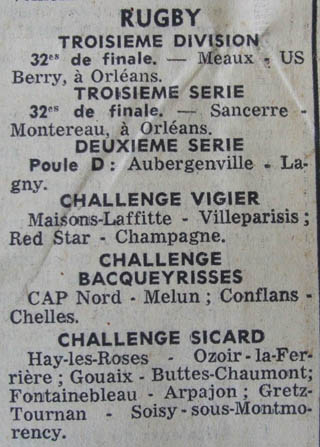 RUGBY
TROISIEME DIVISION
32es de finale. — Meaux - US
Berry, à Orléans.
TROISIEME SERIE
32es de finale. — Sancerre -
Montereau, à Orléans.
DEUXIEME SERIE
Poule D : Aubergenville - La-
gny.
CHALLENGE VIGIER
Maisons-Laffitte - Villeparisis ;
Red Star - Champagne.
CHALLENGE
BACQUEYRISSES
CAP Nord - Melun ; Conflans -
Chelles.
CHALLENGE SICARD
Hay-les-Roses - Ozoir-la-Fer-
rière ; Gouaix - Buttes-Chaumont;
Fontainebleau - Arpajon ; Gretz-
Tournan - Soisy-sous-Montmo-
rency.